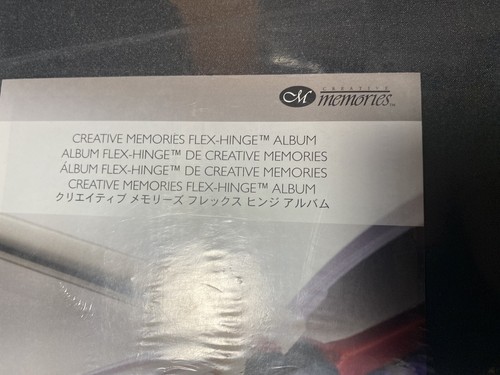 M CREATIVE
memories™
CREATIVE MEMORIES FLEX-HINGE™ ALBUM
ALBUM FLEX-HINGE™ DE CREATIVE MEMORIES
ÁLBUM FLEX-HINGE™ DE CREATIVE MEMORIES
CREATIVE MEMORIES FLEX-HINGE™ ALBUM
クリエイティブ メモリーズ フレックス ヒンジ アルバム